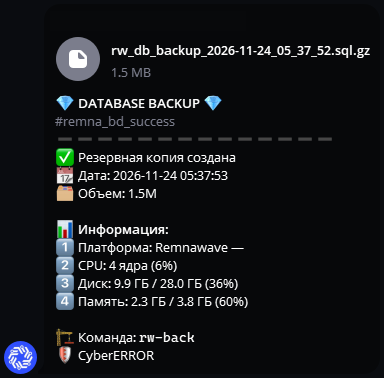 rw_db_backup_2026-11-24_05_37_52.sql.gz
1.5 MB
💎 DATABASE BACKUP 💎
#remna_bd_success
➖➖➖➖➖➖➖➖➖➖➖➖➖➖➖➖
✅ Резервная копия создана
📅 Дата: 2026-11-24 05:37:53
🗂 Объем: 1.5M
📊 Информация:
1️⃣ Платформа: Remnawave —
2️⃣ CPU: 4 ядра (6%)
3️⃣ Диск: 9.9 ГБ / 28.0 ГБ (36%)
4️⃣ Память: 2.3 ГБ / 3.8 ГБ (60%)
🏗 Команда: rw-back
🛡 CyberERROR